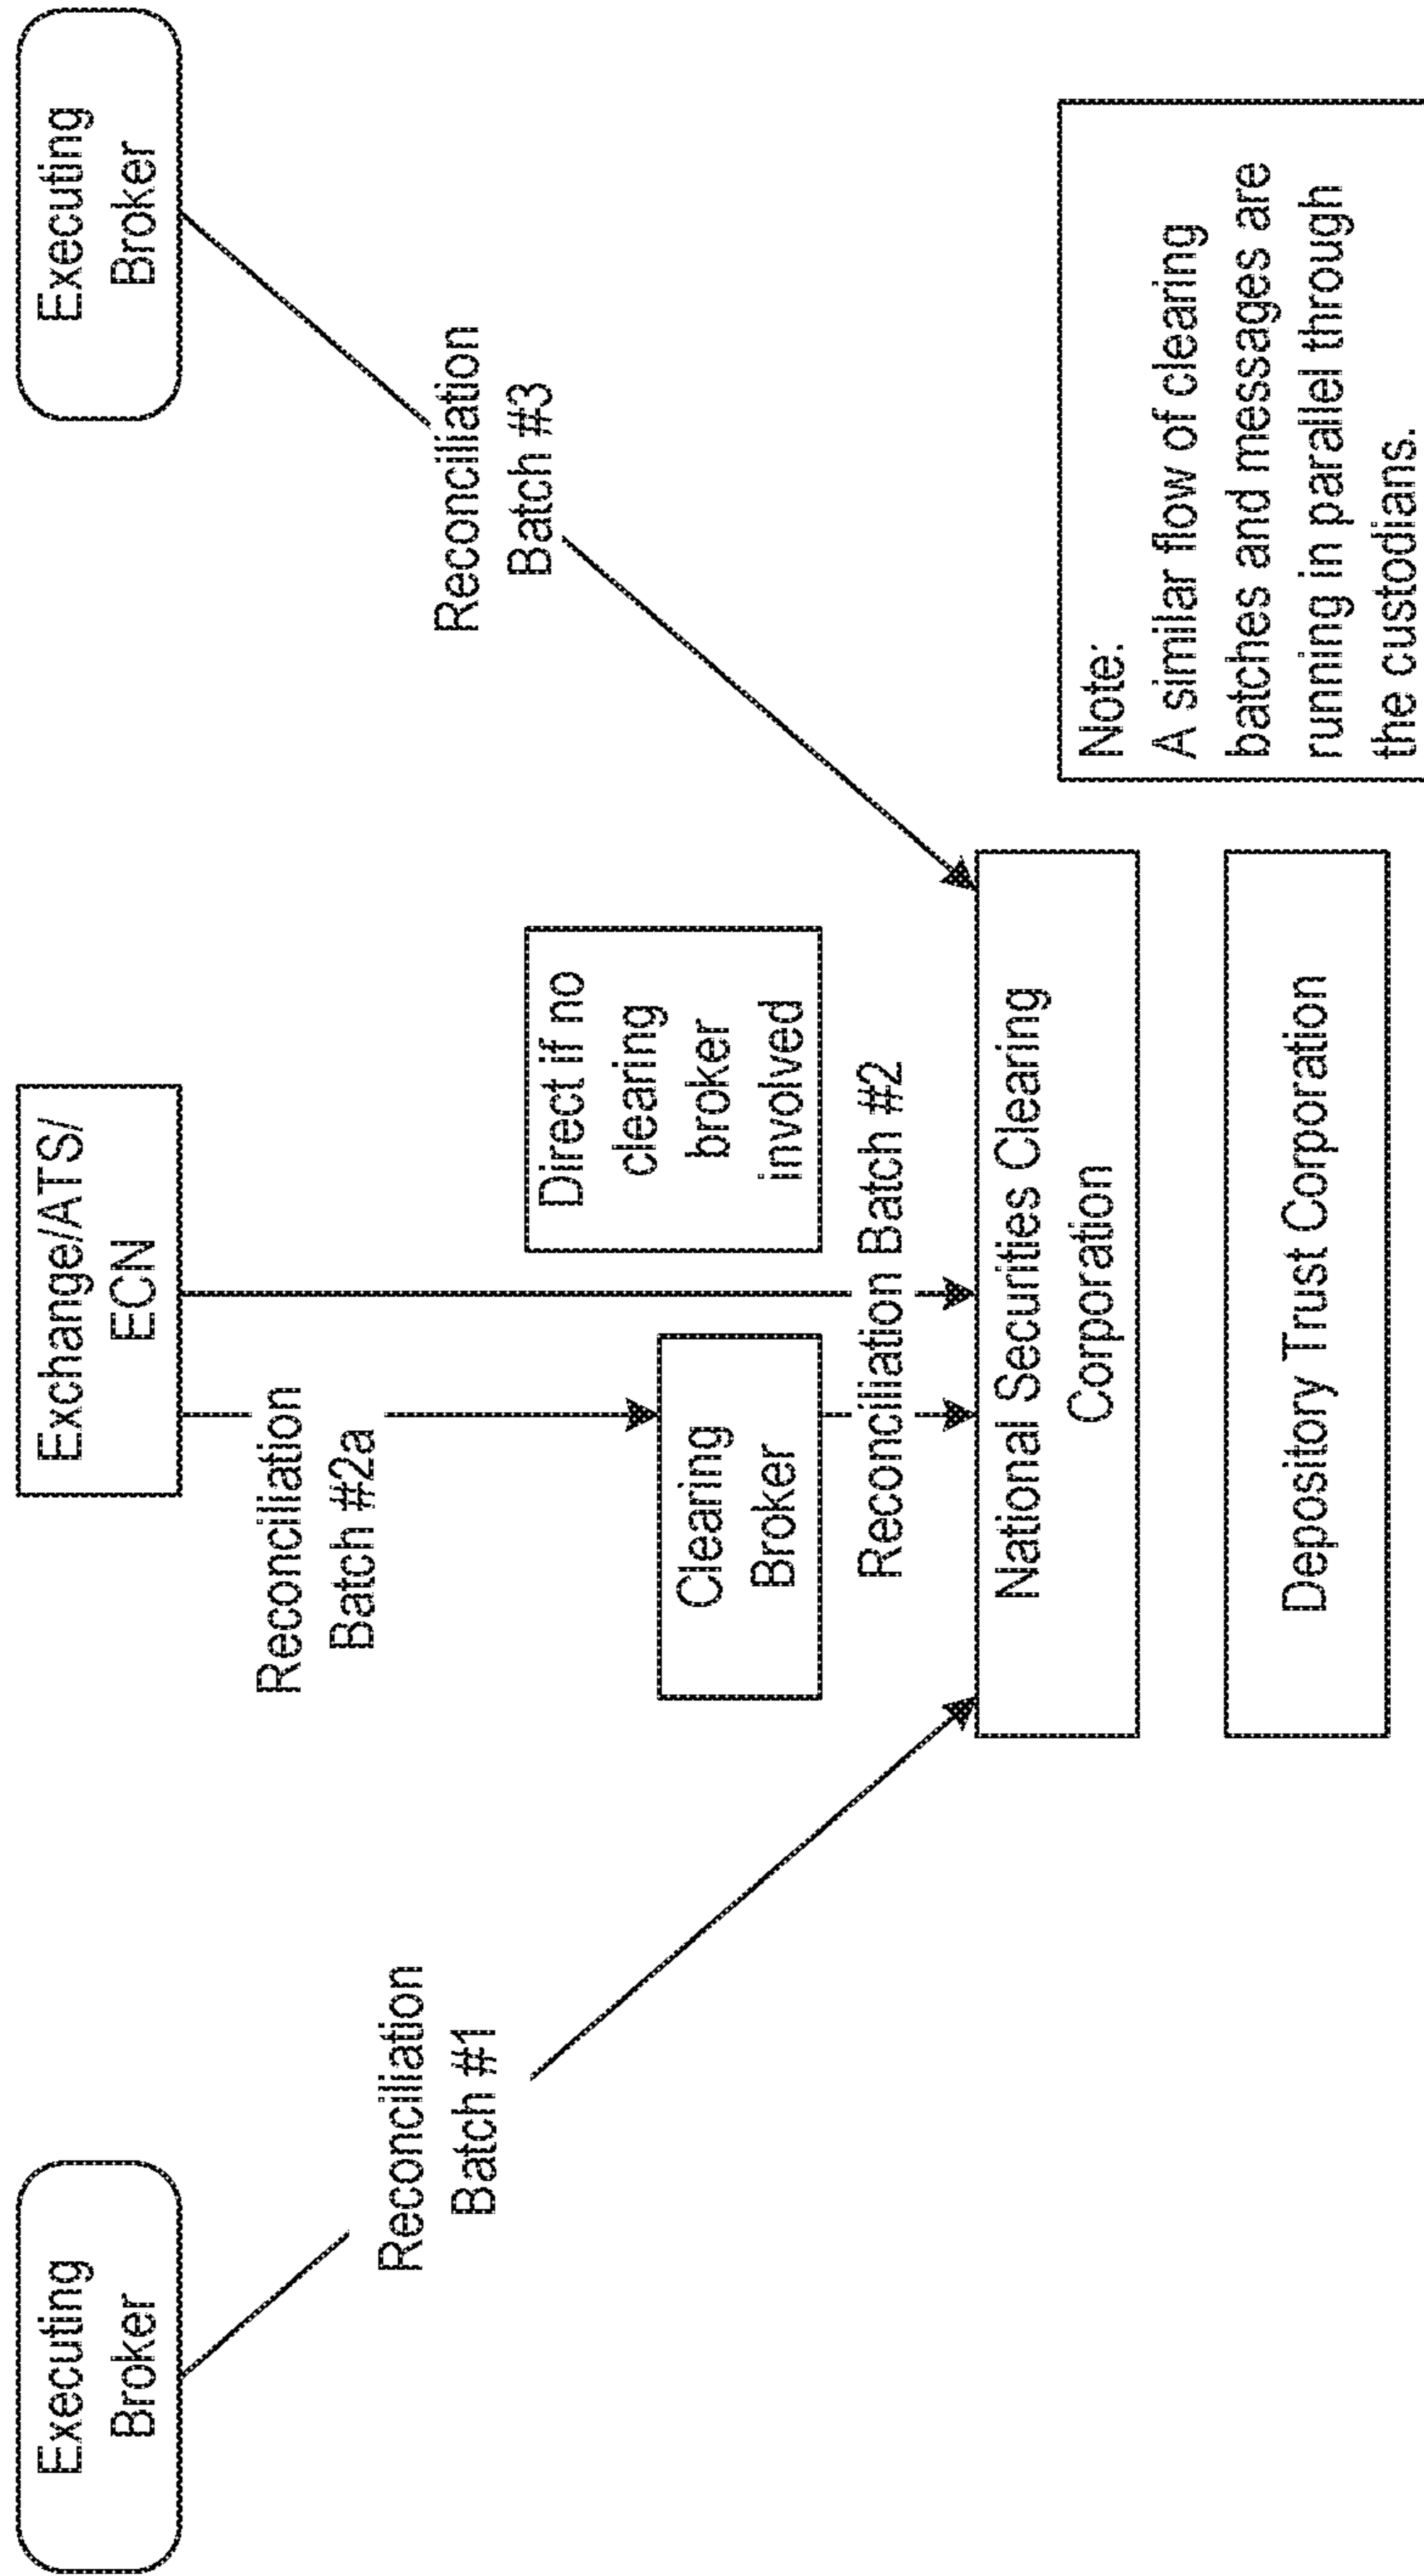 Executing
Broker
Exchange/ATS/
ECN
Executing
Broker
Reconciliation
Batch #1
Reconciliation
Batch #2a
Reconciliation
Batch #3
Direct if no
clearing
broker
involved
Clearing
Broker
Reconciliation Batch #2
National Securities Clearing
Corporation
Depository Trust Corporation
Note:
A similar flow of clearing
batches and messages are
running in parallel through
the custodians.